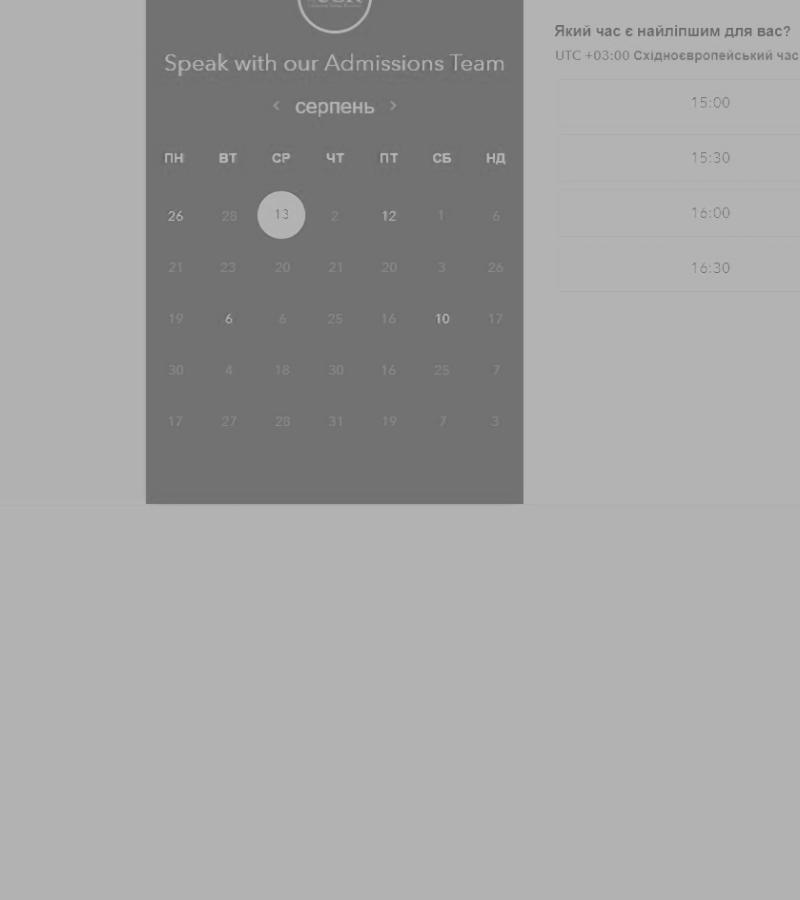 Speak with our Admissions Team
серпень
ПН ВТ СР ЧТ ПТ СБ НД
26 28 13 2 12 1 6
21 23 20 21 20 3 26
19 6 6 25 16 10 17
30 4 18 30 16 25 7
17 27 28 31 19 7 3
Який час є найліпшим для вас?
UTC +03:00 Східноєвропейський час
15:00
15:30
16:00
16:30